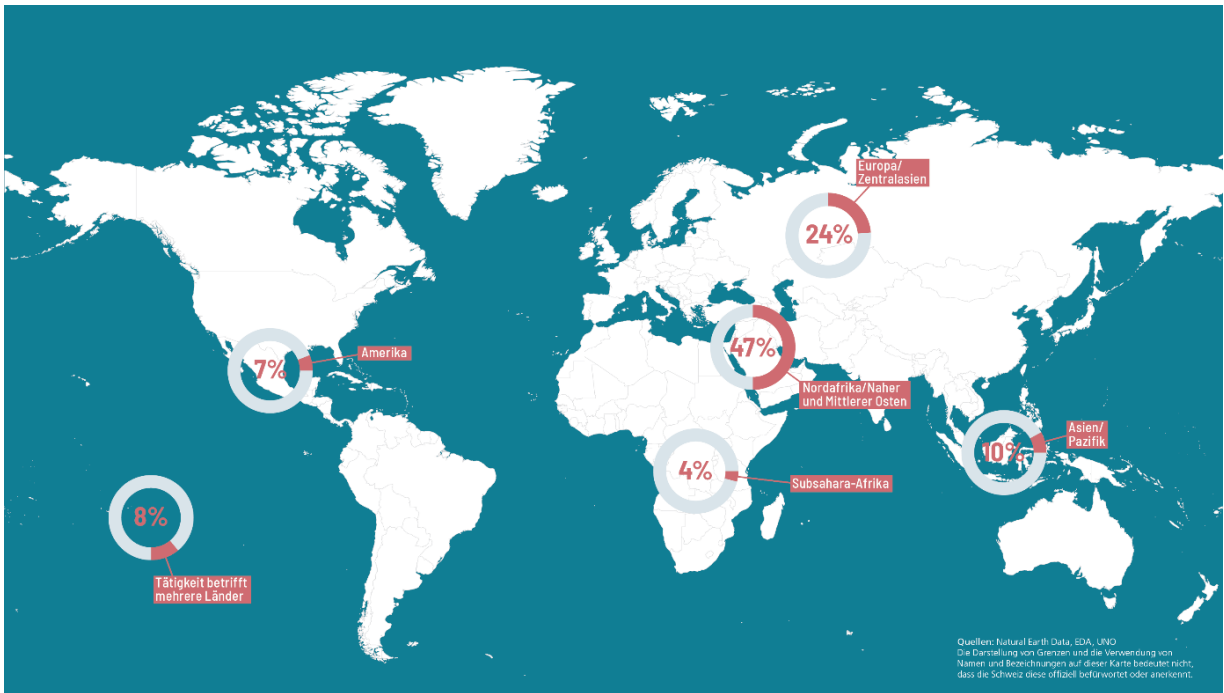 Europa/
Zentralasien
24%
47%
Nordafrika/Naher
und Mittlerer Osten
7%
Amerika
Asien/
Pazifik
10%
4%
Subsahara-Afrika
8%
Tätigkeit betrifft
mehrere Länder
Quellen: Natural Earth Data, EDA, UNO
Die Darstellung von Grenzen und die Verwendung von
Namen und Bezeichnungen auf dieser Karte bedeutet nicht,
dass die Schweiz diese offiziell befürwortet oder anerkennt.